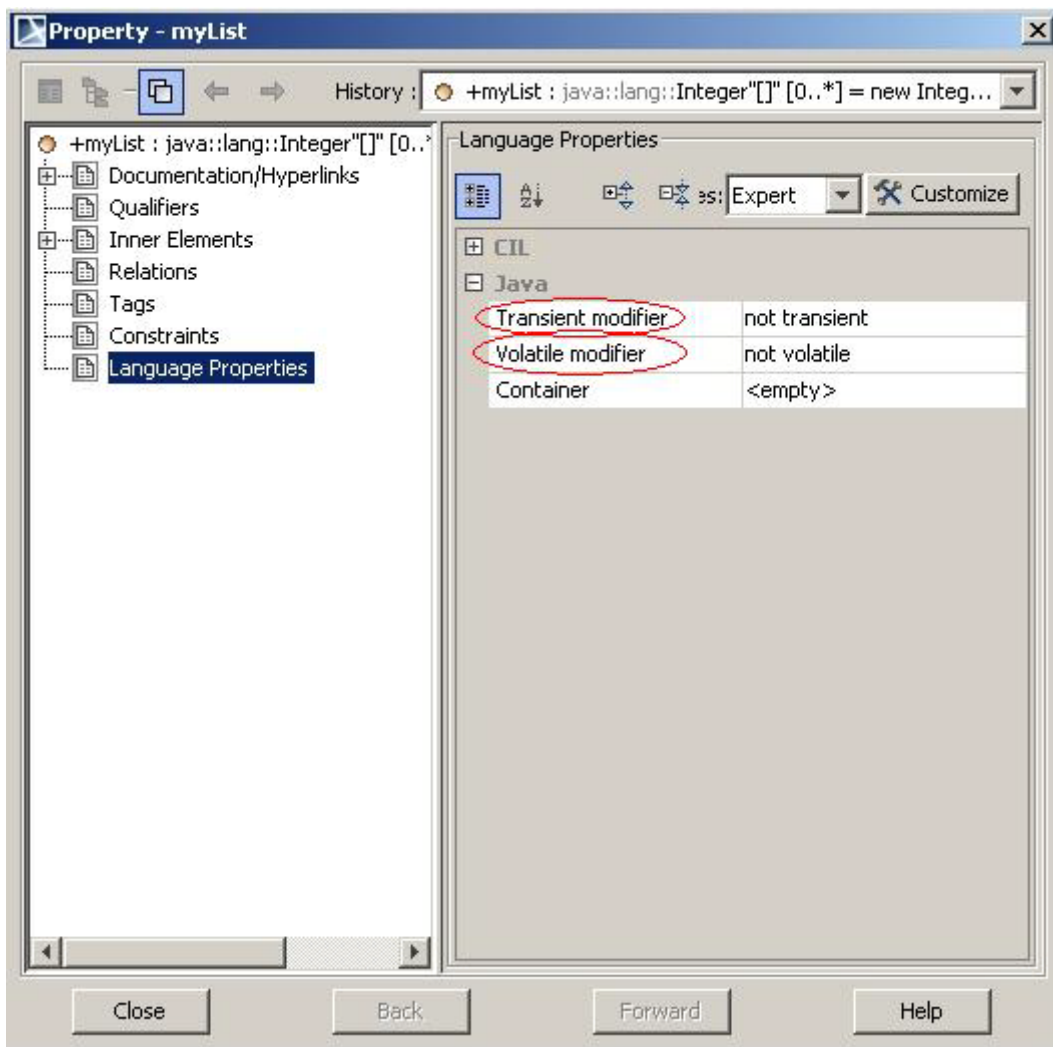 Property - myList
History : +myList : java::lang::Integer"[]" [0..*] = new Integ...
+myList : java::lang::Integer"[]" [0..*
Documentation/Hyperlinks
Qualifiers
Inner Elements
Relations
Tags
Constraints
Language Properties
Language Properties
es: Expert Customize
CIL
Java
Transient modifier not transient
Volatile modifier not volatile
Container <empty>
Close Back Forward Help